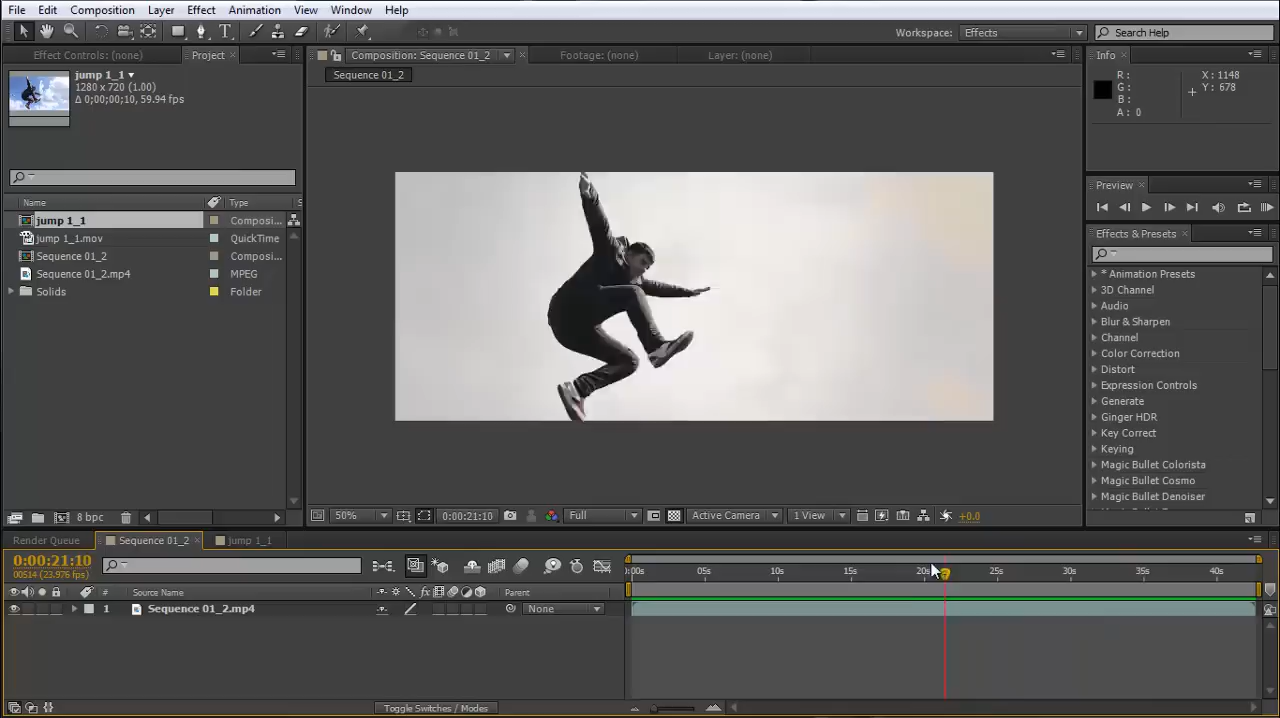 File Edit Composition Layer Effect Animation View Window Help
Workspace: Effects Search Help
Effect Controls: (none) Project
Composition: Sequence 01_2 Footage: (none) Layer: (none)
Info
Sequence 01_2
jump 1_1
1280 x 720 (1.00)
Δ 0;00;00;10, 59.94 fps
R :
G :
B :
A : 0
X : 1148
Y : 678
Name Type S
jump 1_1 Composi...
jump 1_1.mov QuickTime
Sequence 01_2 Composi...
Sequence 01_2.mp4 MPEG
Solids Folder
Preview
Effects & Presets
* Animation Presets
3D Channel
Audio
Blur & Sharpen
Channel
Color Correction
Distort
Expression Controls
Generate
Ginger HDR
Key Correct
Keying
Magic Bullet Colorista
Magic Bullet Cosmo
Magic Bullet Denoiser
8 bpc
50% 0:00:21:10 Full Active Camera 1 View +0.0
Render Queue Sequence 01_2 jump 1_1
0:00:21:10
00514 (23.976 fps)
:00s 05s 10s 15s 20s 25s 30s 35s 40s
# Source Name fx Parent
1 Sequence 01_2.mp4 None
Toggle Switches / Modes